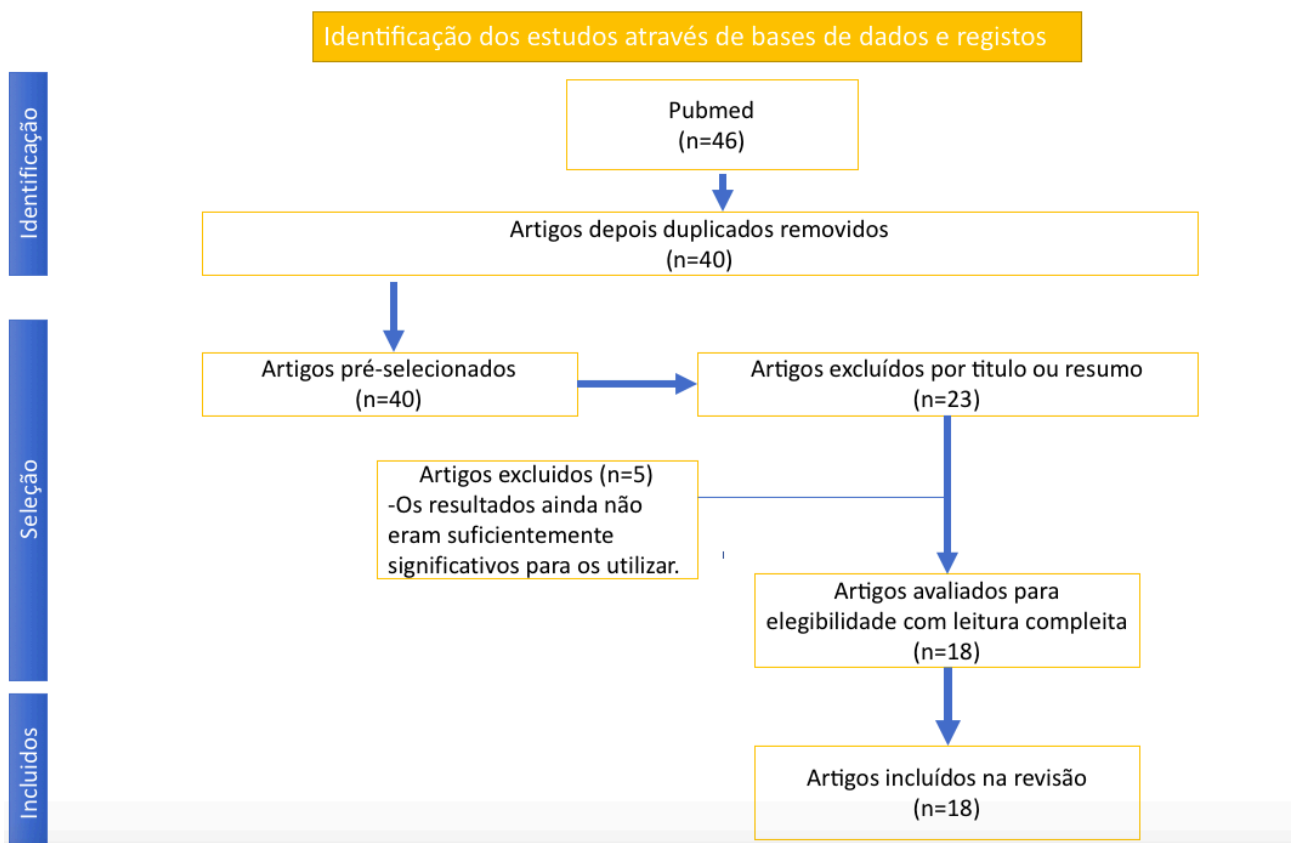 Identificação dos estudos através de bases de dados e registos
Identificação
Pubmed
(n=46)
Artigos depois duplicados removidos
(n=40)
Seleção
Artigos pré-selecionados
(n=40)
Artigos excluídos por titulo ou resumo
(n=23)
Artigos excluidos (n=5)
-Os resultados ainda não
eram suficientemente
significativos para os utilizar.
Artigos avaliados para
elegibilidade com leitura compleita
(n=18)
Incluidos
Artigos incluídos na revisão
(n=18)